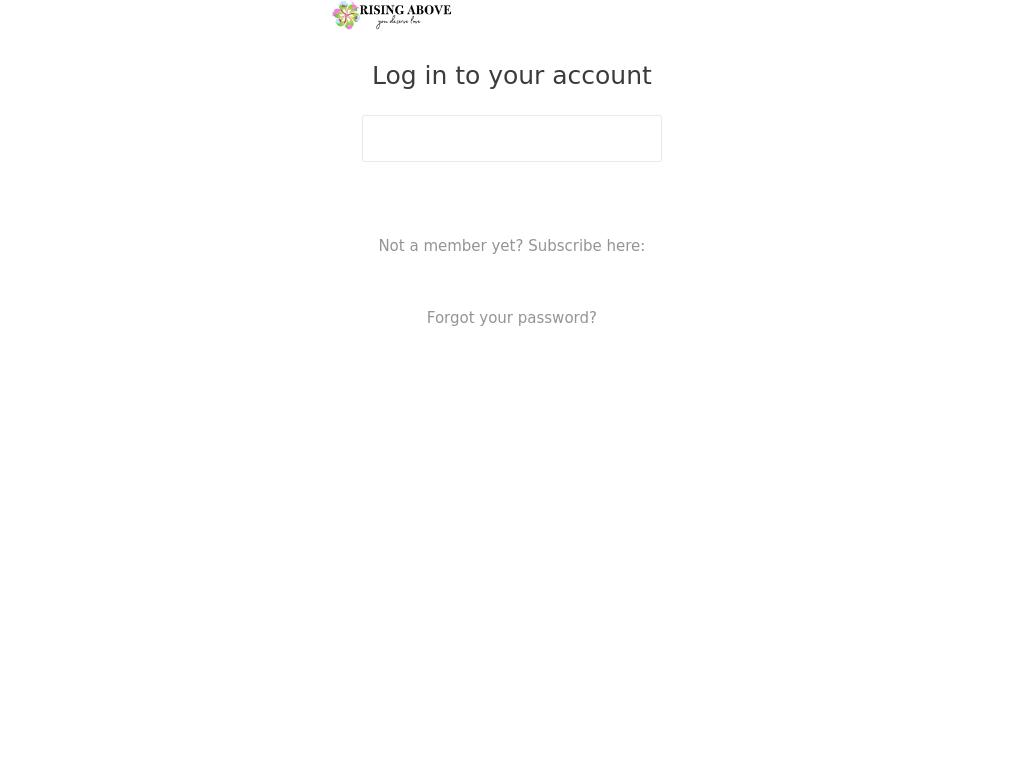 RISING ABOVE
you deserve love
Log in to your account
Not a member yet? Subscribe here:
Forgot your password?